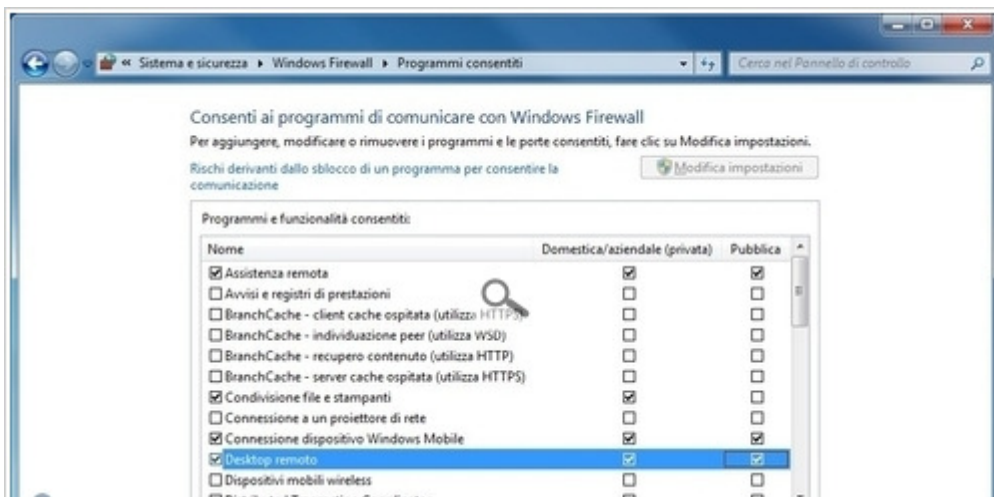 « Sistema e sicurezza ▸ Windows Firewall ▸ Programmi consentiti
Cerca nel Pannello di controllo
Consenti ai programmi di comunicare con Windows Firewall
Per aggiungere, modificare o rimuovere i programmi e le porte consentiti, fare clic su Modifica impostazioni.
Rischi derivanti dallo sblocco di un programma per consentire la
comunicazione
Modifica impostazioni
Programmi e funzionalità consentiti:
Nome Domestica/aziendale (privata) Pubblica
Assistenza remota
Avvisi e registri di prestazioni
BranchCache - client cache ospitata (utilizza HTTPS)
BranchCache - individuazione peer (utilizza WSD)
BranchCache - recupero contenuto (utilizza HTTP)
BranchCache - server cache ospitata (utilizza HTTPS)
Condivisione file e stampanti
Connessione a un proiettore di rete
Connessione dispositivo Windows Mobile
Desktop remoto
Dispositivi mobili wireless